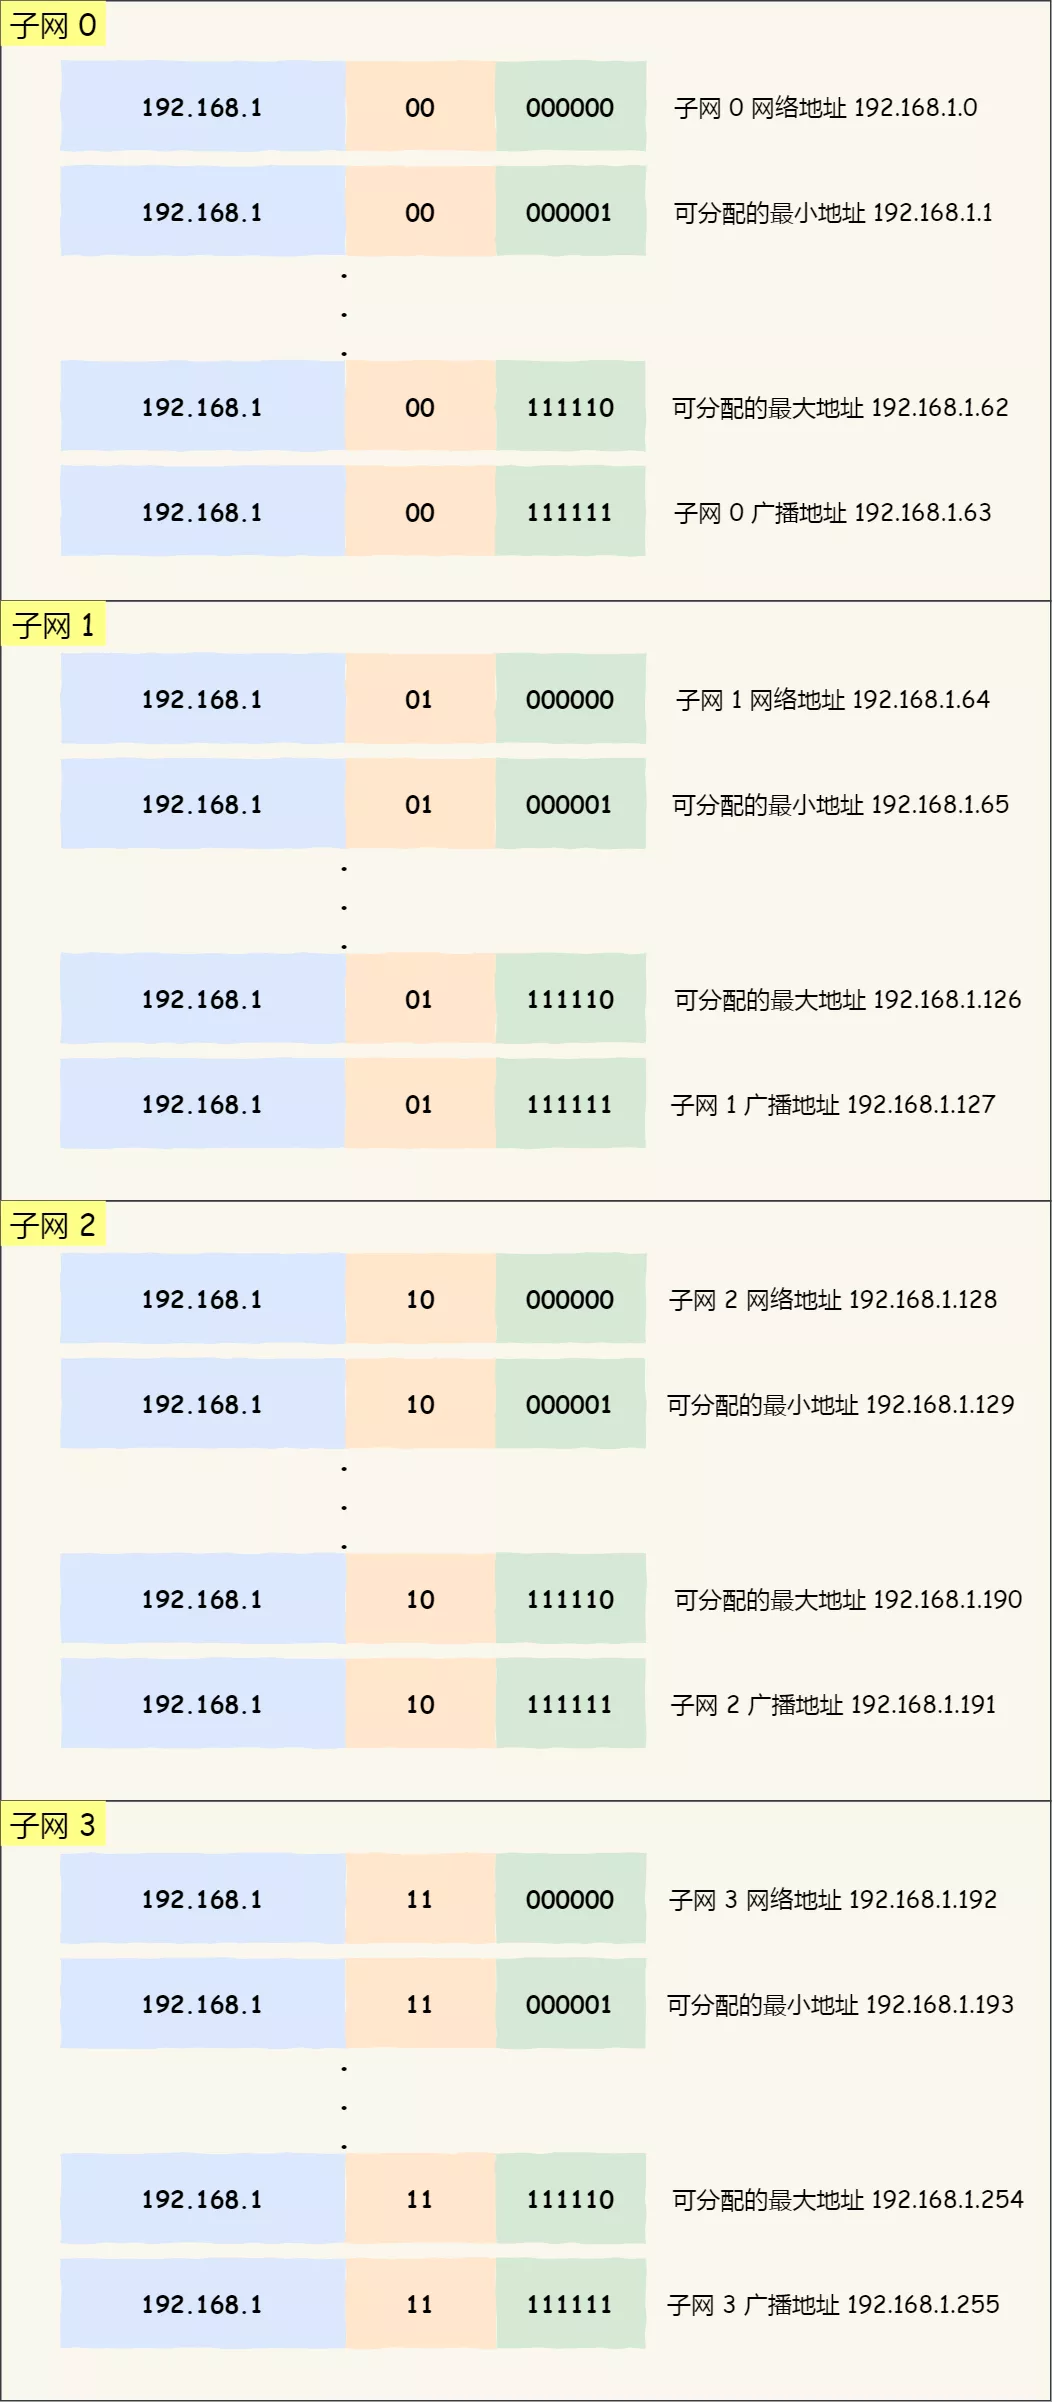 子网 0
192.168.1 00 000000 子网 0 网络地址 192.168.1.0
192.168.1 00 000001 可分配的最小地址 192.168.1.1
192.168.1 00 111110 可分配的最大地址 192.168.1.62
192.168.1 00 111111 子网 0 广播地址 192.168.1.63
子网 1
192.168.1 01 000000 子网 1 网络地址 192.168.1.64
192.168.1 01 000001 可分配的最小地址 192.168.1.65
192.168.1 01 111110 可分配的最大地址 192.168.1.126
192.168.1 01 111111 子网 1 广播地址 192.168.1.127
子网 2
192.168.1 10 000000 子网 2 网络地址 192.168.1.128
192.168.1 10 000001 可分配的最小地址 192.168.1.129
192.168.1 10 111110 可分配的最大地址 192.168.1.190
192.168.1 10 111111 子网 2 广播地址 192.168.1.191
子网 3
192.168.1 11 000000 子网 3 网络地址 192.168.1.192
192.168.1 11 000001 可分配的最小地址 192.168.1.193
192.168.1 11 111110 可分配的最大地址 192.168.1.254
192.168.1 11 111111 子网 3 广播地址 192.168.1.255